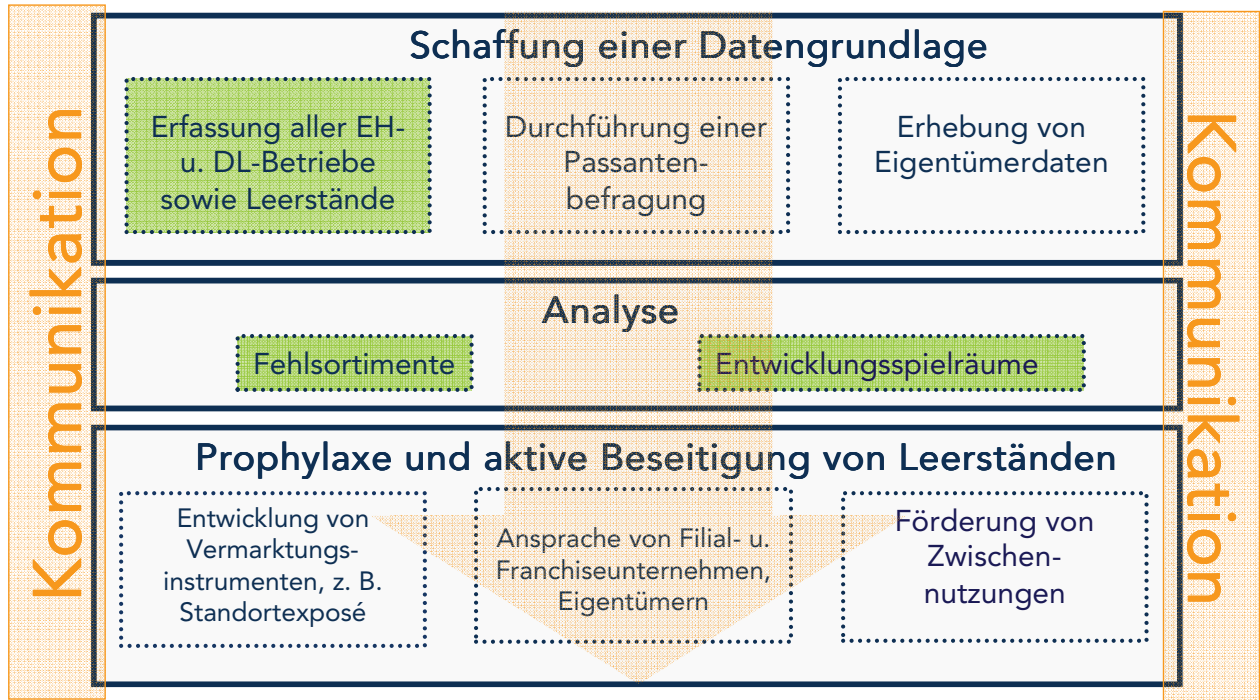 Kommunikation
Schaffung einer Datengrundlage
Erfassung aller EH-
u. DL-Betriebe
sowie Leerstände
Durchführung einer
Passanten-
befragung
Erhebung von
Eigentümerdaten
Analyse
Fehlsortimente
Entwicklungsspielräume
Prophylaxe und aktive Beseitigung von Leerständen
Entwicklung von
Vermarktungs-
instrumenten, z. B.
Standortexposé
Ansprache von Filial- u.
Franchiseunternehmen,
Eigentümern
Förderung von
Zwischen-
nutzungen
Kommunikation